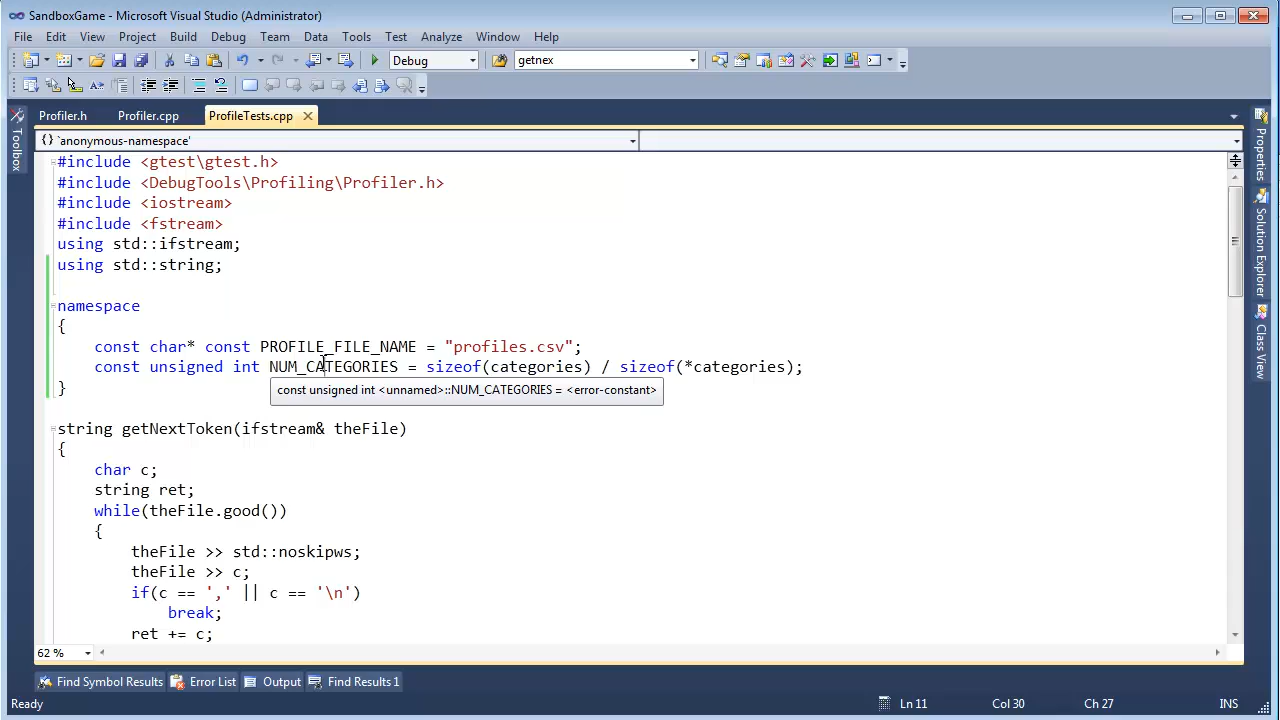 SandboxGame - Microsoft Visual Studio (Administrator)
File Edit View Project Build Debug Team Data Tools Test Analyze Window Help
Debug getnex
Profiler.h Profiler.cpp ProfileTests.cpp
{} `anonymous-namespace'
#include <gtest\gtest.h>
#include <DebugTools\Profiling\Profiler.h>
#include <iostream>
#include <fstream>
using std::ifstream;
using std::string;
namespace
{
const char* const PROFILE_FILE_NAME = "profiles.csv";
const unsigned int NUM_CATEGORIES = sizeof(categories) / sizeof(*categories);
}
const unsigned int <unnamed>::NUM_CATEGORIES = <error-constant>
string getNextToken(ifstream& theFile)
{
char c;
string ret;
while(theFile.good())
{
theFile >> std::noskipws;
theFile >> c;
if(c == ',' || c == '\n')
break;
ret += c;
62 %
Find Symbol Results Error List Output Find Results 1
Ready Ln 11 Col 30 Ch 27 INS
Toolbox
Properties
Solution Explorer
Class View